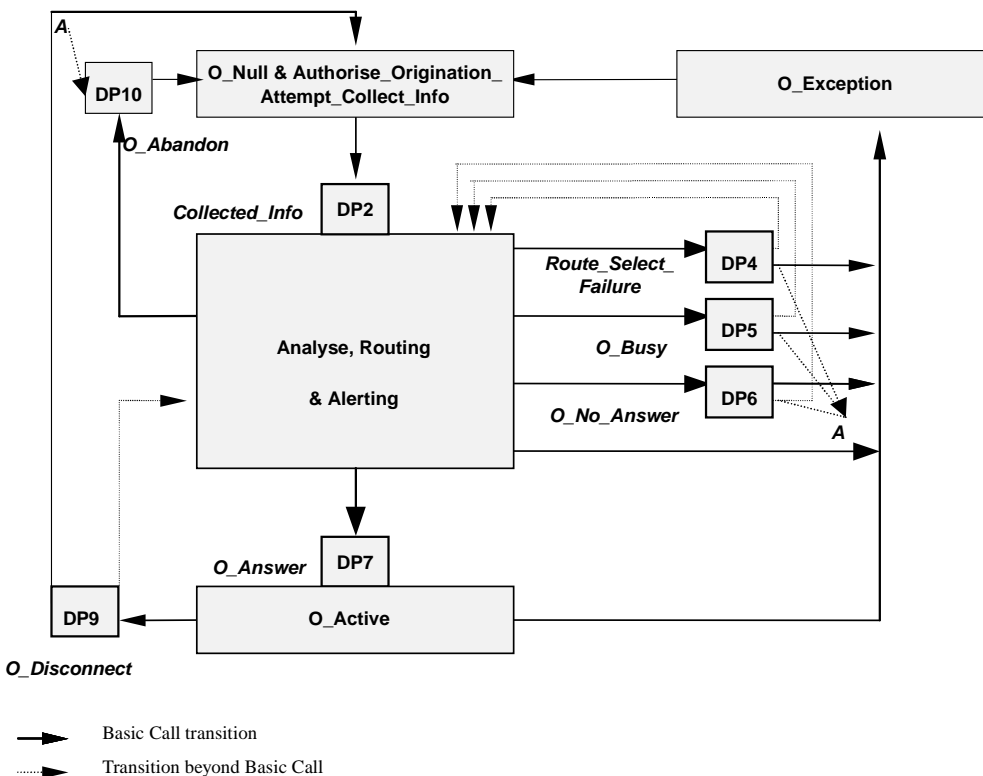 A
O_Null & Authorise_Origination_
Attempt_Collect_Info
O_Exception
DP10
O_Abandon
Collected_Info
DP2
Route_Select_
Failure
DP4
Analyse, Routing
& Alerting
O_Busy
DP5
O_No_Answer
DP6
A
O_Answer
DP7
O_Active
DP9
O_Disconnect
Basic Call transition
Transition beyond Basic Call